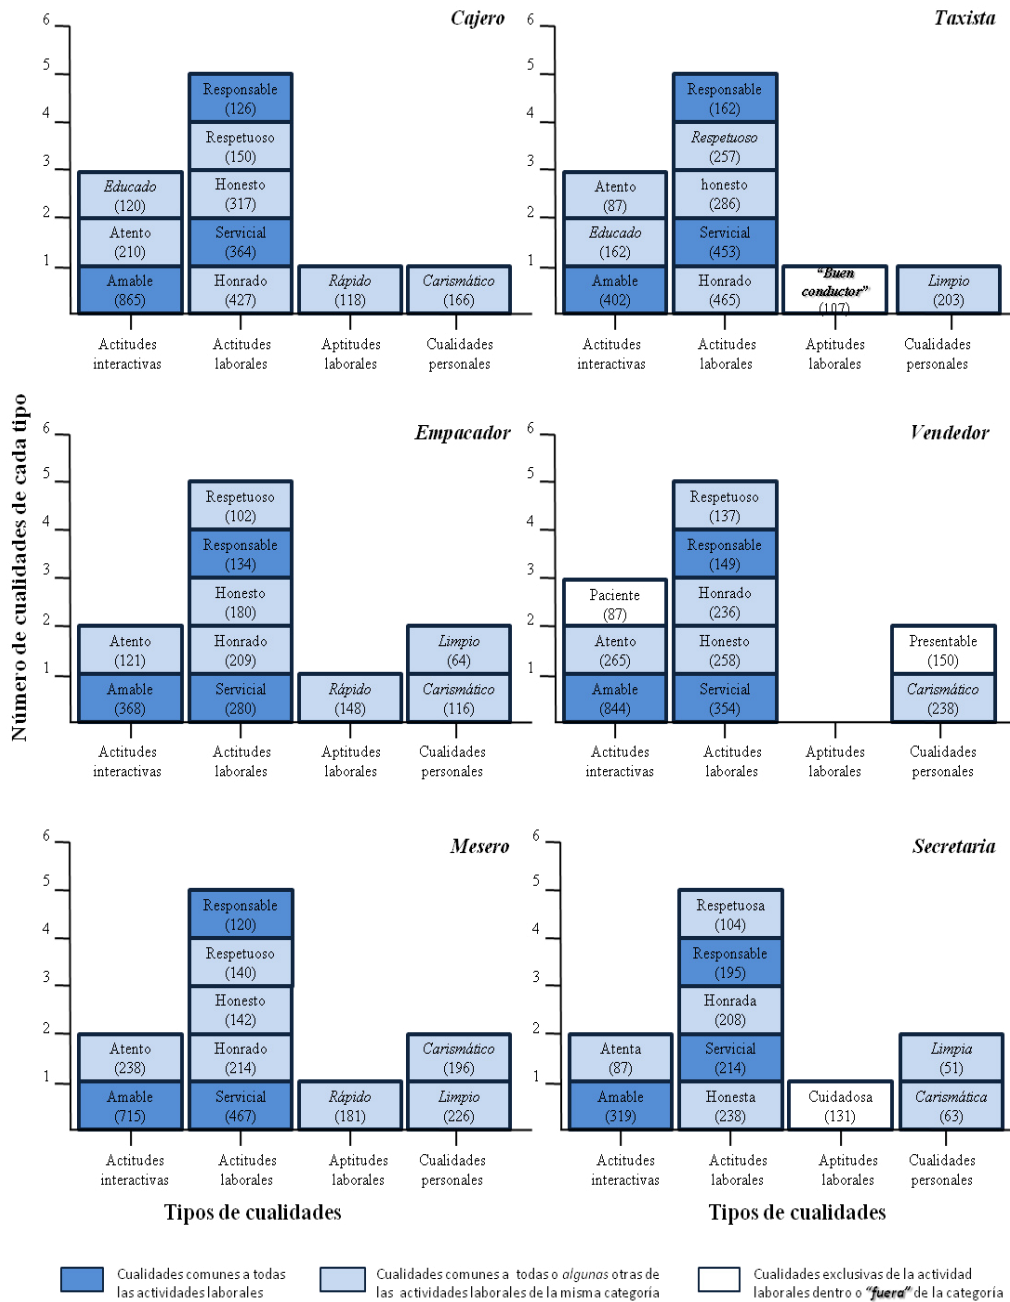 Número de cualidades de cada tipo
Cajero
6
5
4
3
2
1
Educado
(120)
Atento
(210)
Amable
(865)
Responsable
(126)
Respetuoso
(150)
Honesto
(317)
Servicial
(364)
Honrado
(427)
Rápido
(118)
Carismático
(166)
Actitudes
interactivas
Actitudes
laborales
Aptitudes
laborales
Cualidades
personales
Taxista
6
5
4
3
2
1
Atento
(87)
Educado
(162)
Amable
(402)
Responsable
(162)
Respetuoso
(257)
honesto
(286)
Servicial
(453)
Honrado
(465)
“Buen
conductor”
(107)
Limpio
(203)
Actitudes
interactivas
Actitudes
laborales
Aptitudes
laborales
Cualidades
personales
Empacador
6
5
4
3
2
1
Atento
(121)
Amable
(368)
Respetuoso
(102)
Responsable
(134)
Honesto
(180)
Honrado
(209)
Servicial
(280)
Rápido
(148)
Limpio
(64)
Carismático
(116)
Actitudes
interactivas
Actitudes
laborales
Aptitudes
laborales
Cualidades
personales
Vendedor
6
5
4
3
2
1
Paciente
(87)
Atento
(265)
Amable
(844)
Respetuoso
(137)
Responsable
(149)
Honrado
(236)
Honesto
(258)
Servicial
(354)
Presentable
(150)
Carismático
(238)
Actitudes
interactivas
Actitudes
laborales
Aptitudes
laborales
Cualidades
personales
Mesero
6
5
4
3
2
1
Atento
(238)
Amable
(715)
Responsable
(120)
Respetuoso
(140)
Honesto
(142)
Honrado
(214)
Servicial
(467)
Rápido
(181)
Carismático
(196)
Limpio
(226)
Actitudes
interactivas
Actitudes
laborales
Aptitudes
laborales
Cualidades
personales
Tipos de cualidades
Secretaria
6
5
4
3
2
1
Atenta
(87)
Amable
(319)
Respetuosa
(104)
Responsable
(195)
Honrada
(208)
Servicial
(214)
Honesta
(238)
Cuidadosa
(131)
Limpia
(51)
Carismática
(63)
Actitudes
interactivas
Actitudes
laborales
Aptitudes
laborales
Cualidades
personales
Tipos de cualidades
Cualidades comunes a todas
las actividades laborales
Cualidades comunes a todas o algunas otras de
las actividades laborales de la misma categoría
Cualidades exclusivas de la actividad
laborales dentro o “fuera” de la categoría